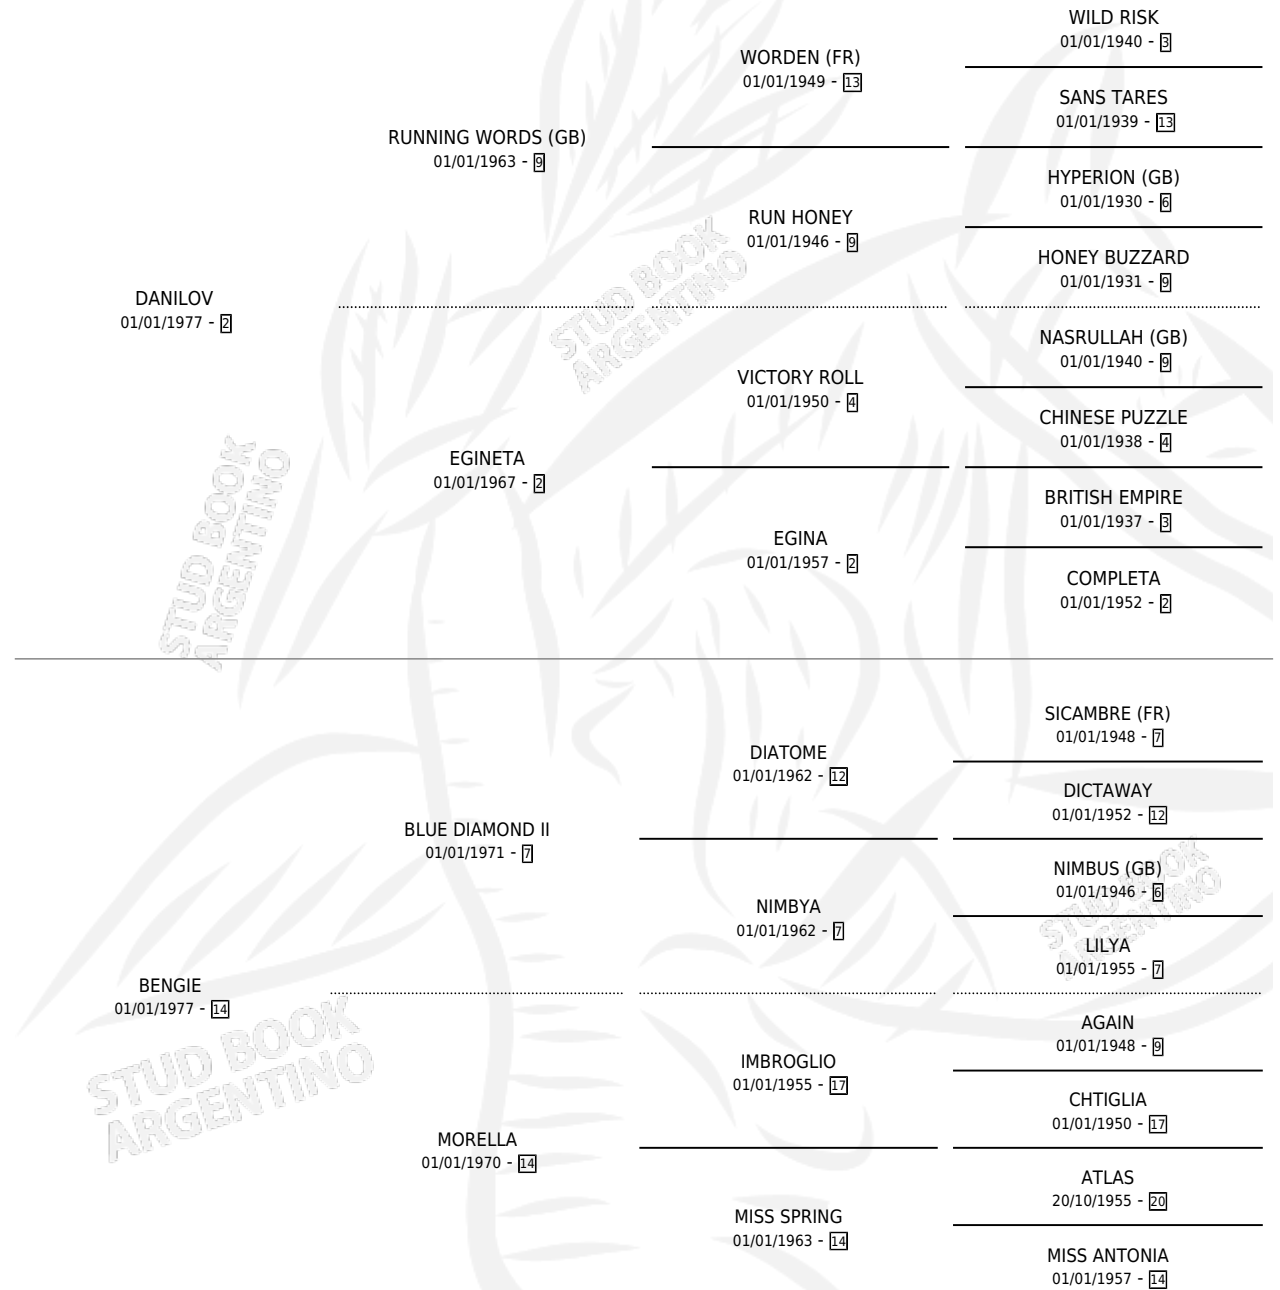 WILD RISK
01/01/1940 - 3
WORDEN (FR)
01/01/1949 - 13
SANS TARES
01/01/1939 - 13
RUNNING WORDS (GB)
01/01/1963 - 9
HYPERION (GB)
01/01/1930 - 6
RUN HONEY
01/01/1946 - 9
HONEY BUZZARD
01/01/1931 - 9
DANILOV
01/01/1977 - 2
NASRULLAH (GB)
01/01/1940 - 9
VICTORY ROLL
01/01/1950 - 4
CHINESE PUZZLE
01/01/1938 - 4
EGINETA
01/01/1967 - 2
BRITISH EMPIRE
01/01/1937 - 3
EGINA
01/01/1957 - 2
COMPLETA
01/01/1952 - 2
STUD BOOK
ARGENTINO
STUD BOOK
ARGENTINO
SICAMBRE (FR)
01/01/1948 - 7
DIATOME
01/01/1962 - 12
DICTAWAY
01/01/1952 - 12
BLUE DIAMOND II
01/01/1971 - 7
NIMBUS (GB)
01/01/1946 - 6
NIMBYA
01/01/1962 - 7
LILYA
01/01/1955 - 7
BENGIE
01/01/1977 - 14
AGAIN
01/01/1948 - 9
IMBROGLIO
01/01/1955 - 17
CHTIGLIA
01/01/1950 - 17
MORELLA
01/01/1970 - 14
ATLAS
20/10/1955 - 20
MISS SPRING
01/01/1963 - 14
MISS ANTONIA
01/01/1957 - 14
STUD BOOK
ARGENTINO
STUD BOOK
ARGENTINO